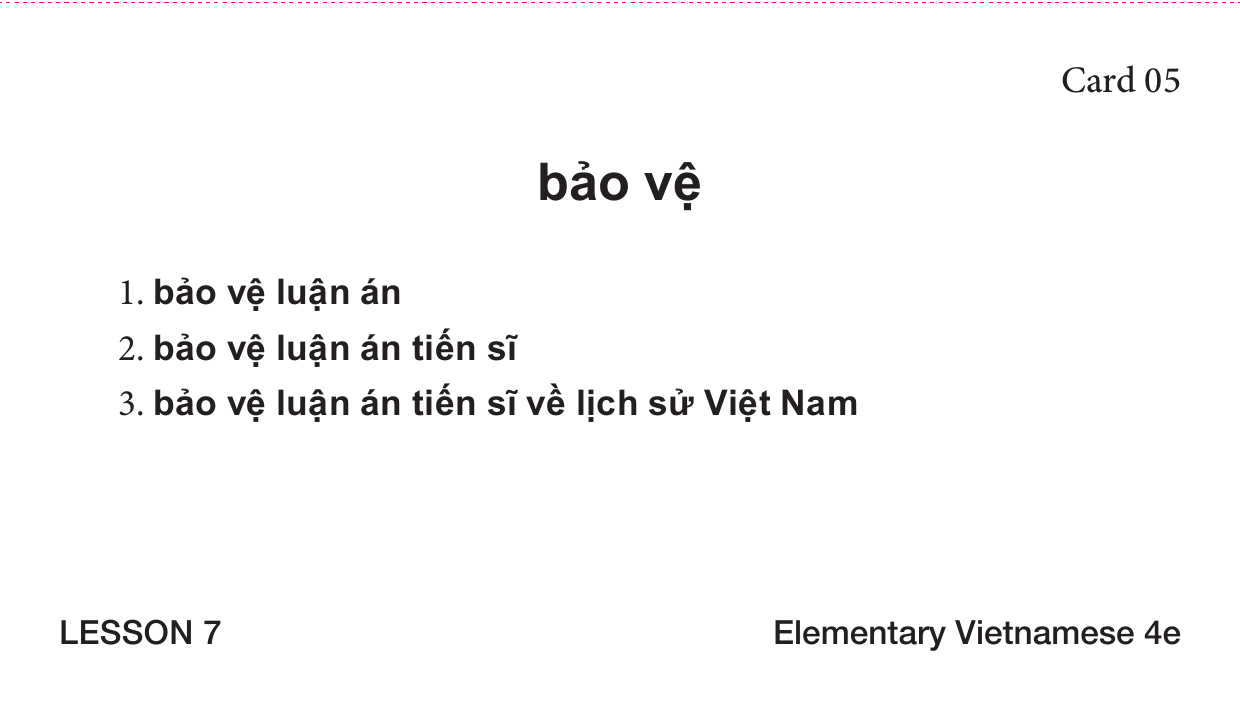 Card 05
bảo vệ
1. bảo vệ luận án
2. bảo vệ luận án tiến sĩ
3. bảo vệ luận án tiến sĩ về lịch sử Việt Nam
LESSON 7
Elementary Vietnamese 4e